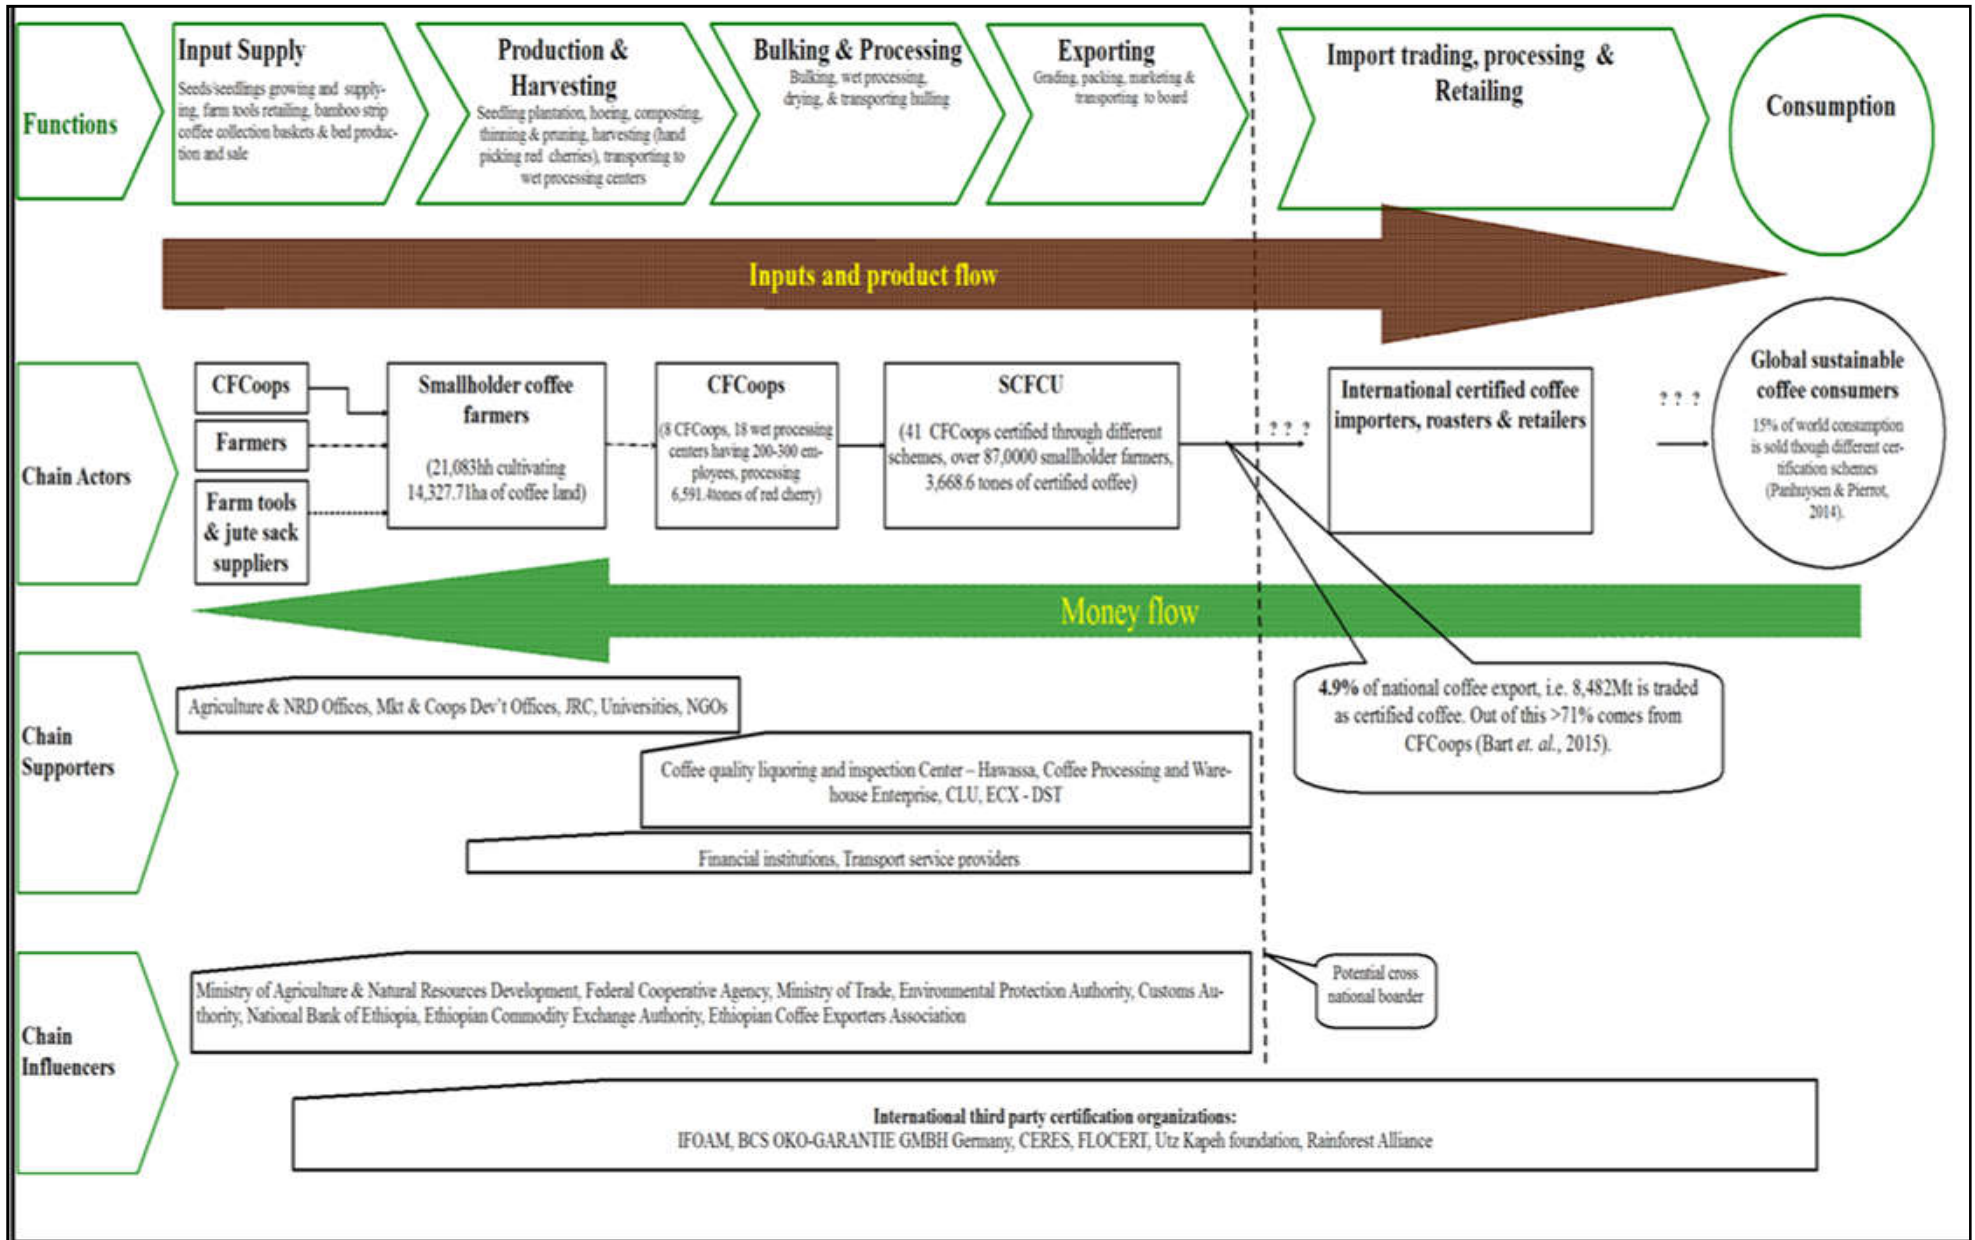 Functions
Input Supply
Seeds/seedlings growing and supply-
ing, farm tools retailing, bamboo strip
coffee collection baskets & bed produc-
tion and sale
Production &
Harvesting
Seedling plantation, hoeing, composting,
thinning & pruning, harvesting (hand
picking red cherries), transporting to
wet processing centers
Bulking & Processing
Bulking, wet processing,
drying, & transporting hulling
Exporting
Grading, packing, marketing &
transporting to board
Import trading, processing &
Retailing
Consumption
Inputs and product flow
Chain Actors
CFCoops
Farmers
Farm tools
& jute sack
suppliers
Smallholder coffee
farmers
(21,083hh cultivating
14,327.71ha of coffee land)
CFCoops
(8 CFCoops, 18 wet processing
centers having 200-300 em-
ployees, processing
6,591.4tones of red cherry)
SCFCU
(41 CFCoops certified through different
schemes, over 87,0000 smallholder farmers,
3,668.6 tones of certified coffee)
? ? ?
International certified coffee
importers, roasters & retailers
? ? ?
Global sustainable
coffee consumers
15% of world consumption
is sold though different cer-
tification schemes
(Panhuysen & Pierrot,
2014).
Money flow
4.9% of national coffee export, i.e. 8,482Mt is traded
as certified coffee. Out of this >71% comes from
CFCoops (Bart et. al., 2015).
Chain
Supporters
Agriculture & NRD Offices, Mkt & Coops Dev't Offices, JRC, Universities, NGOs
Coffee quality liquoring and inspection Center – Hawassa, Coffee Processing and Ware-
house Enterprise, CLU, ECX - DST
Financial institutions, Transport service providers
Chain
Influencers
Ministry of Agriculture & Natural Resources Development, Federal Cooperative Agency, Ministry of Trade, Environmental Protection Authority, Customs Au-
thority, National Bank of Ethiopia, Ethiopian Commodity Exchange Authority, Ethiopian Coffee Exporters Association
Potential cross
national boarder
International third party certification organizations:
IFOAM, BCS OKO-GARANTIE GMBH Germany, CERES, FLOCERT, Utz Kapeh foundation, Rainforest Alliance